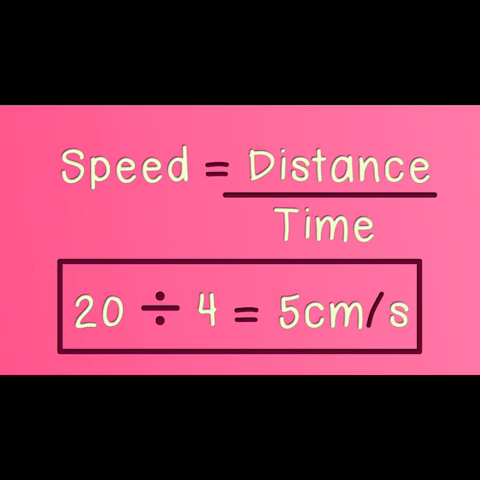 Speed = Distance
Time
20 ÷ 4 = 5cm/s